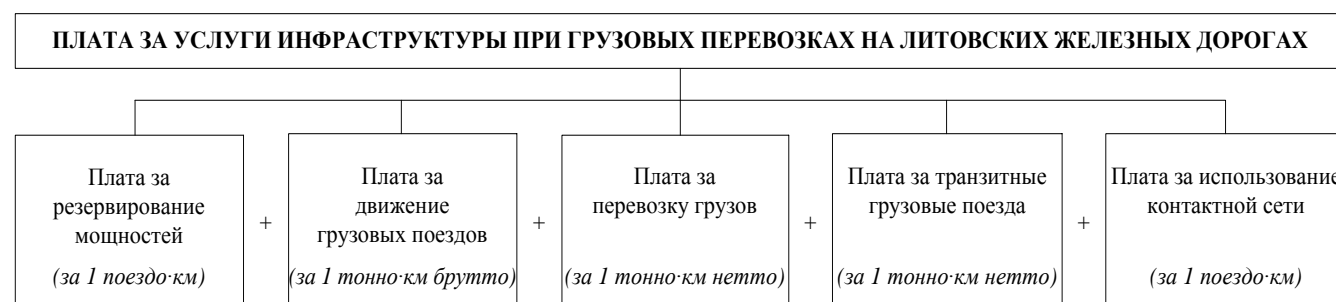 ПЛАТА ЗА УСЛУГИ ИНФРАСТРУКТУРЫ ПРИ ГРУЗОВЫХ ПЕРЕВОЗКАХ НА ЛИТОВСКИХ ЖЕЛЕЗНЫХ ДОРОГАХ
Плата за
резервирование
мощностей
(за 1 поездо·км)
+
Плата за
движение
грузовых поездов
(за 1 тонно·км брутто)
+
Плата за
перевозку грузов
(за 1 тонно·км нетто)
+
Плата за транзитные
грузовые поезда
(за 1 тонно·км нетто)
+
Плата за использование
контактной сети
(за 1 поездо·км)